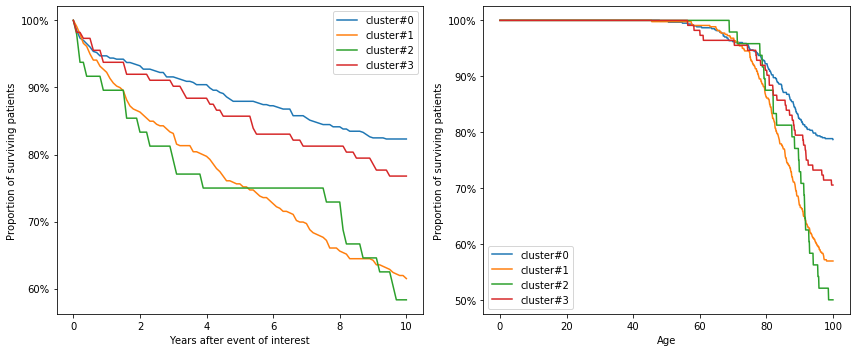 100%
90%
80%
70%
60%
0
2
4
6
8
10
Years after event of interest
Proportion of surviving patients
cluster#0
cluster#1
cluster#2
cluster#3
100%
90%
80%
70%
60%
50%
0
20
40
60
80
100
Age
Proportion of surviving patients
cluster#0
cluster#1
cluster#2
cluster#3